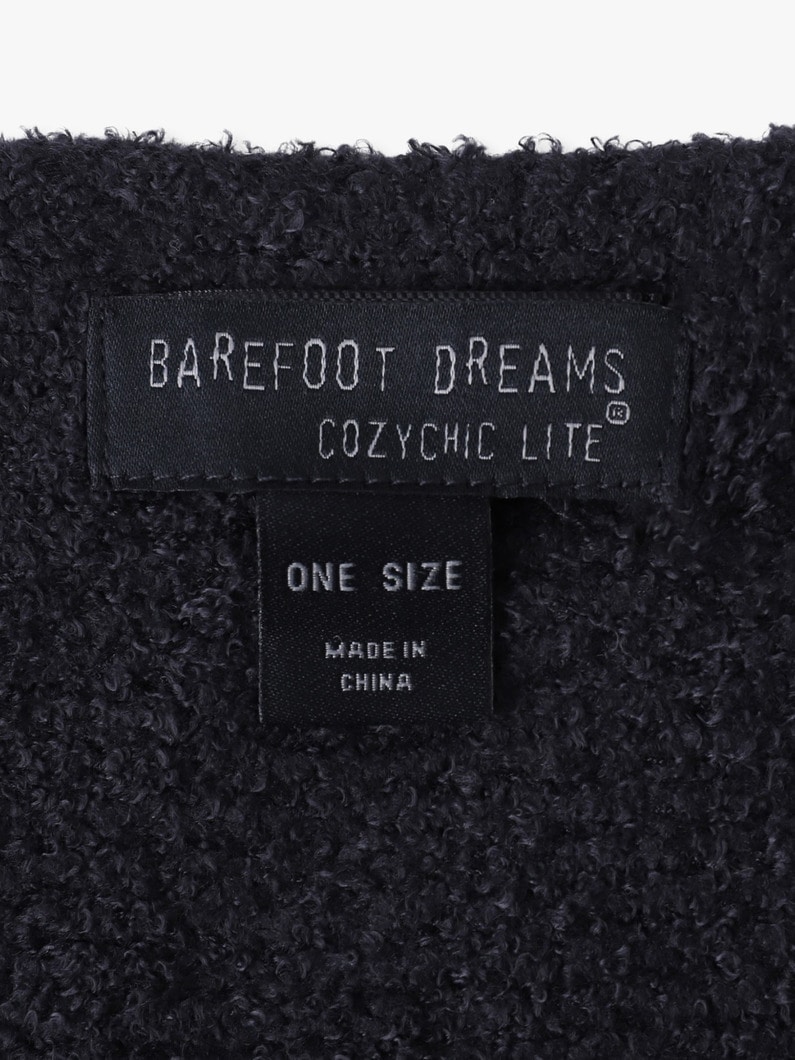 BAREFOOT DREAMS
COZYCHIC LITE®
ONE SIZE
MADE IN
CHINA